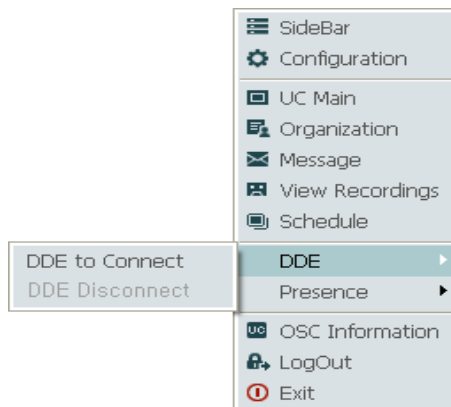 SideBar
Configuration
UC Main
Organization
Message
View Recordings
Schedule
DDE
DDE to Connect
DDE Disconnect
Presence
UC OSC Information
LogOut
Exit